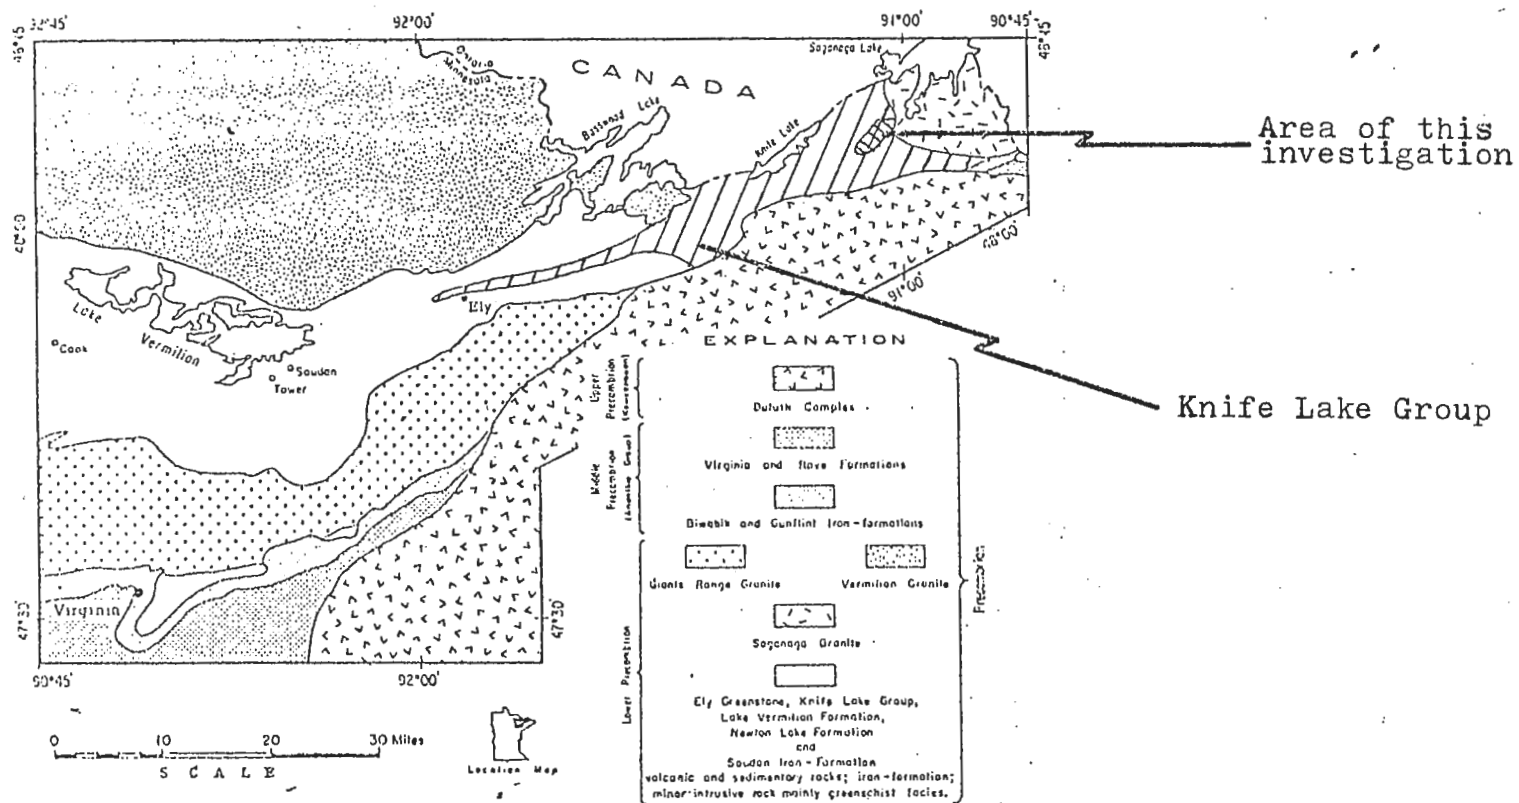 92°00'
91°00'
90°45'
Saganaga Lake
Ontario
Minnesota
CANADA
Basswood Lake
Knife Lake
Area of this
investigation
Ely
Lake
Vermilion
Cook
Soudan
Tower
48°00'
91°00'
Knife Lake Group
EXPLANATION
Upper
Precambrian
Duluth Complex
Middle
Precambrian
Virginia and Rove Formations
Biwabik and Gunflint Iron-formations
Lower Precambrian
Giants Range Granite
Vermilion Granite
Saganaga Granite
Ely Greenstone, Knife Lake Group,
Lake Vermilion Formation,
Newton Lake Formation
and
Soudan Iron-Formation
volcanic and sedimentary rocks; iron-formation;
minor intrusive rock mainly greenschist facies.
Virginia
47°30'
47°30'
92°00'
0 10 20 30 Miles
SCALE
Location Map